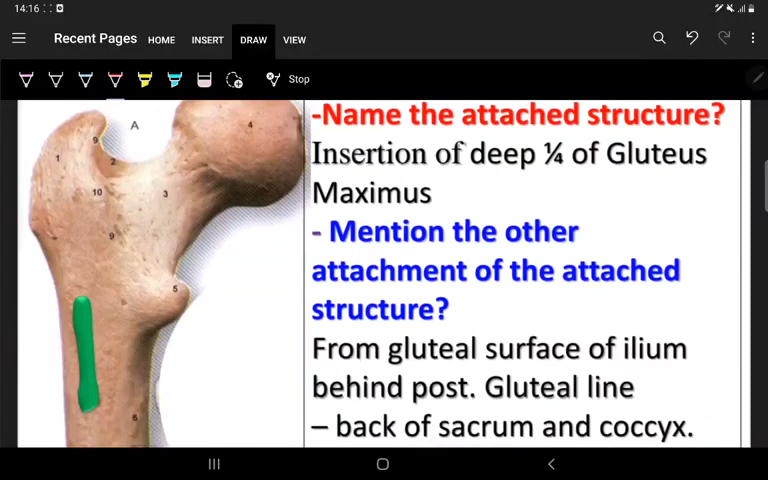 14:16
Recent Pages HOME INSERT DRAW VIEW
Stop
A
4
9
1
2
10
3
9
5
6
-Name the attached structure?
Insertion of deep ¼ of Gluteus
Maximus
- Mention the other
attachment of the attached
structure?
From gluteal surface of ilium
behind post. Gluteal line
– back of sacrum and coccyx.